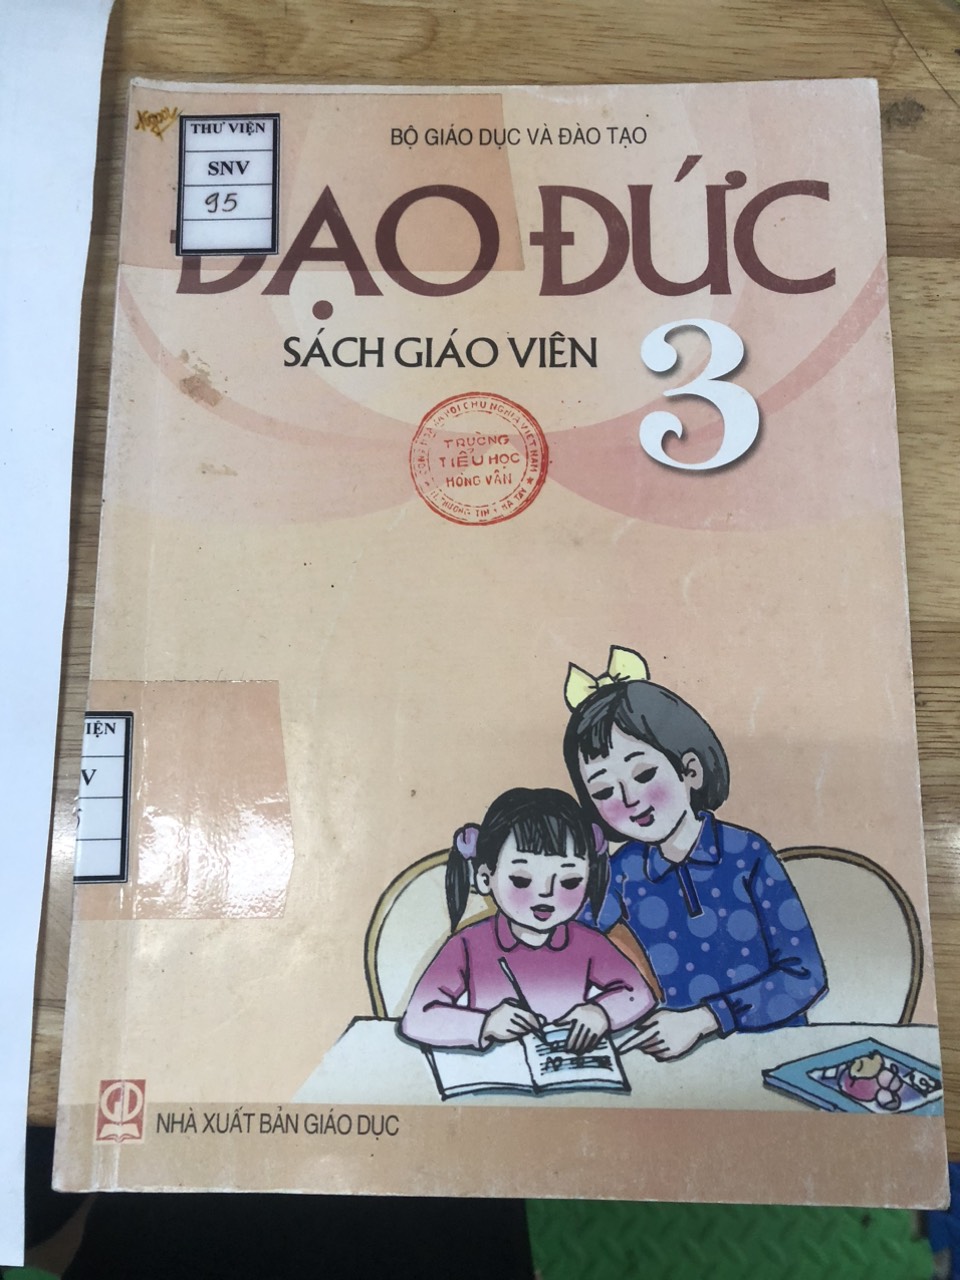 THƯ VIỆN
SNV
95
BỘ GIÁO DỤC VÀ ĐÀO TẠO
ĐẠO ĐỨC
SÁCH GIÁO VIÊN
3
TRƯỜNG
TIỂU HỌC
HỒNG VÂN
IỆN
V
NHÀ XUẤT BẢN GIÁO DỤC